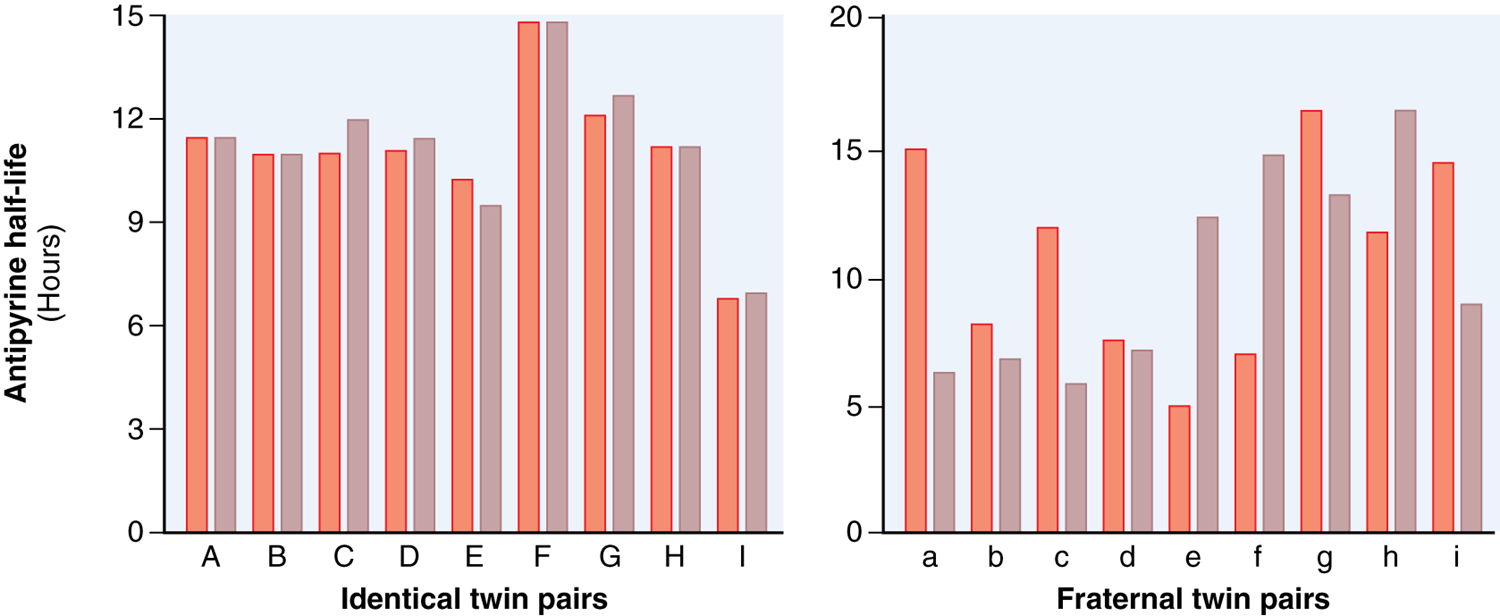 Antipyrine half-life
(Hours)
15
12
9
6
3
0
A B C D E F G H I
Identical twin pairs
20
15
10
5
0
a b c d e f g h i
Fraternal twin pairs